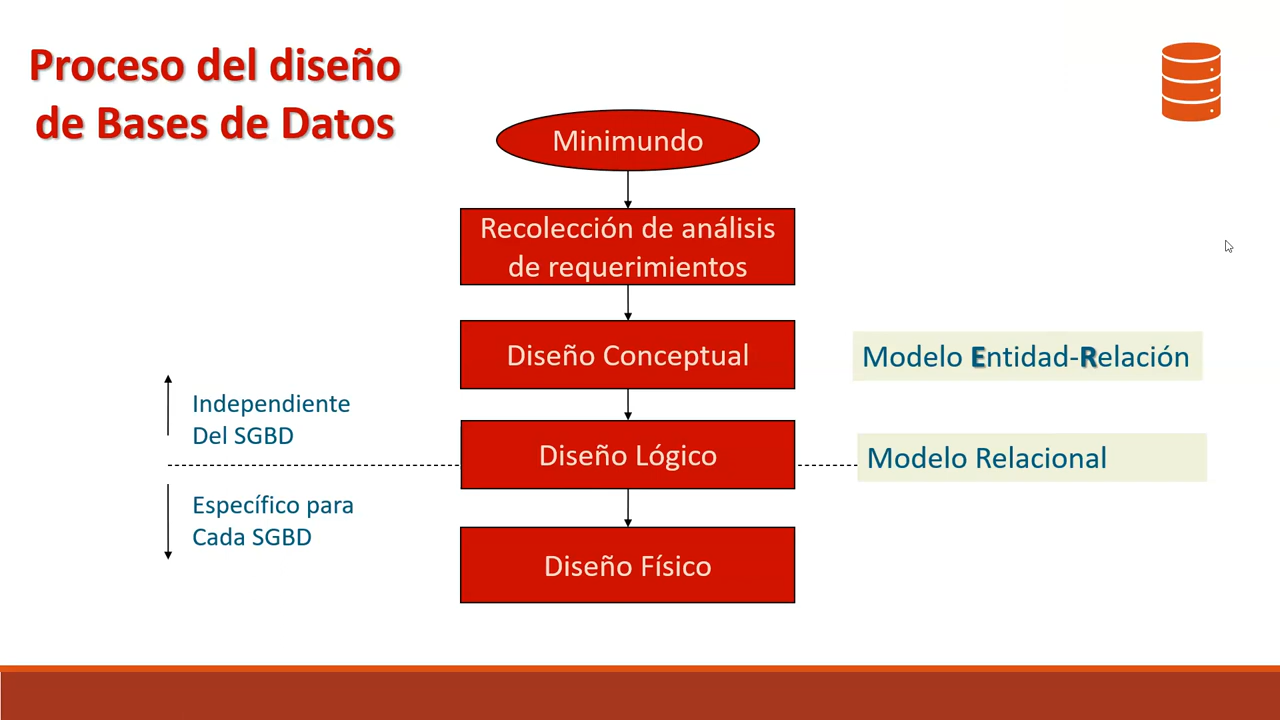 Proceso del diseño
de Bases de Datos
Minimundo
Recolección de análisis
de requerimientos
Diseño Conceptual
Modelo Entidad-Relación
Independiente
Del SGBD
Diseño Lógico
Modelo Relacional
Específico para
Cada SGBD
Diseño Físico